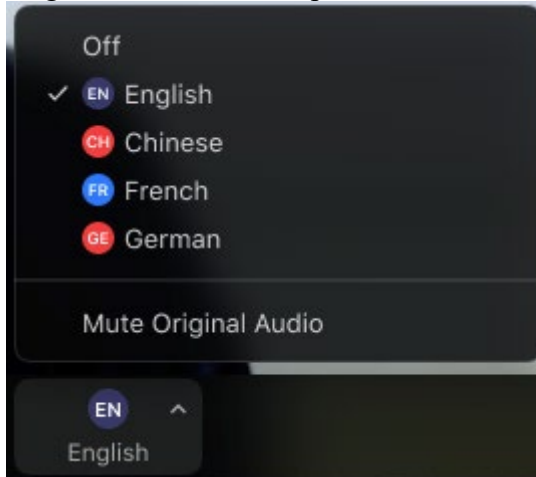 Off
EN English
CH Chinese
FR French
GE German
Mute Original Audio
EN
English